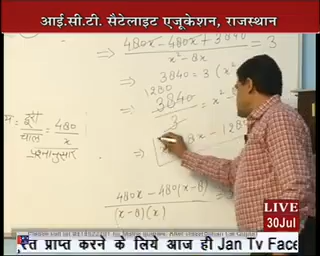 आई.सी.टी. सैटेलाइट एजूकेशन, राजस्थान
480x - 480x + 3840 / x² - 8x = 3
⇒ 3840 = 3 (x²
1280
⇒ 3840 / 3 = x²
दूरी / चाल = 480 / x
प्रश्नानुसार
⇒ 8x - 1280
480x - 480(x-8) / (x-8)(x)
LIVE
30Jul
प्राप्त करने के लिये आज ही Jan Tv Face